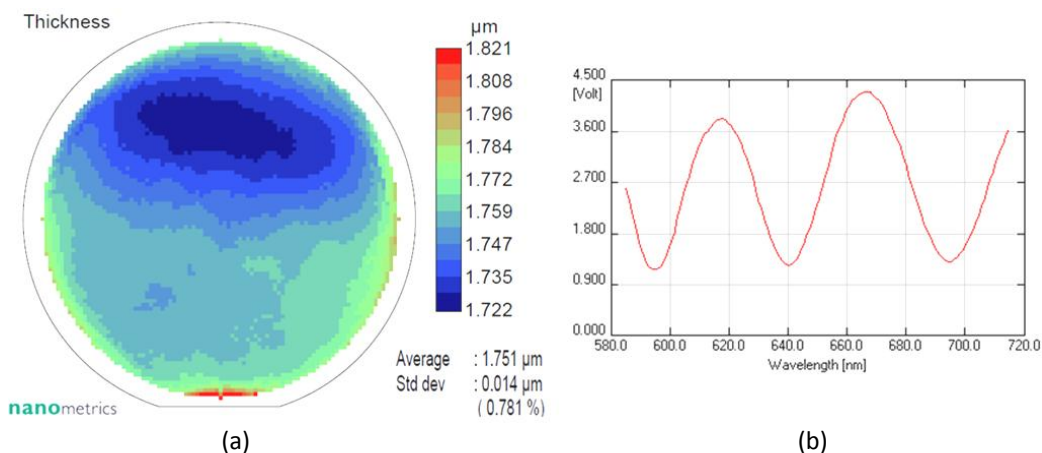 Thickness
µm
1.821
1.808
1.796
1.784
1.772
1.759
1.747
1.735
1.722
Average : 1.751 µm
Std dev : 0.014 µm
( 0.781 %)
nanometrics
(a)
4.500
[Volt]
3.600
2.700
1.800
0.900
0.000
580.0 600.0 620.0 640.0 660.0 680.0 700.0 720.0
Wavelength [nm]
(b)